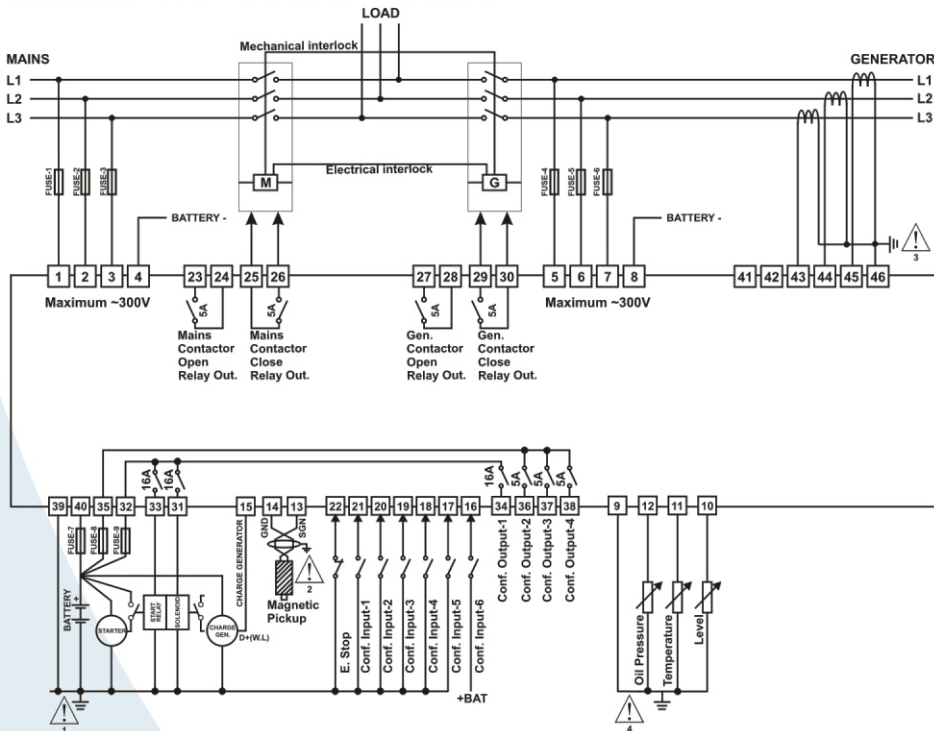 LOAD
Mechanical interlock
MAINS
GENERATOR
L1
L1
L2
L2
L3
L3
FUSE-1
FUSE-2
FUSE-3
M
Electrical interlock
G
FUSE-4
FUSE-5
FUSE-6
BATTERY -
BATTERY -
3
1 2 3 4 23 24 25 26 27 28 29 30 5 6 7 8 41 42 43 44 45 46
Maximum ~300V
5A
5A
5A
5A
Maximum ~300V
Mains
Contactor
Open
Relay Out.
Mains
Contactor
Close
Relay Out.
Gen.
Contactor
Open
Relay Out.
Gen.
Contactor
Close
Relay Out.
16A
16A
16A
5A
5A
5A
39 40 35 32 33 31 15 14 13 22 21 20 19 18 17 16 34 36 37 38 9 12 11 10
FUSE-7
FUSE-8
FUSE-9
CHARGE GENERATOR
GND
SGN
!
2
Magnetic
Pickup
BATTERY
+
STARTER
START
RELAY
SOLENOID
CHARGE
GEN.
D+(W.L)
E. Stop
Conf. Input-1
Conf. Input-2
Conf. Input-3
Conf. Input-4
Conf. Input-5
Conf. Input-6
+BAT
Conf. Output-1
Conf. Output-2
Conf. Output-3
Conf. Output-4
Oil Pressure
Temperature
Level
!
1
!
4